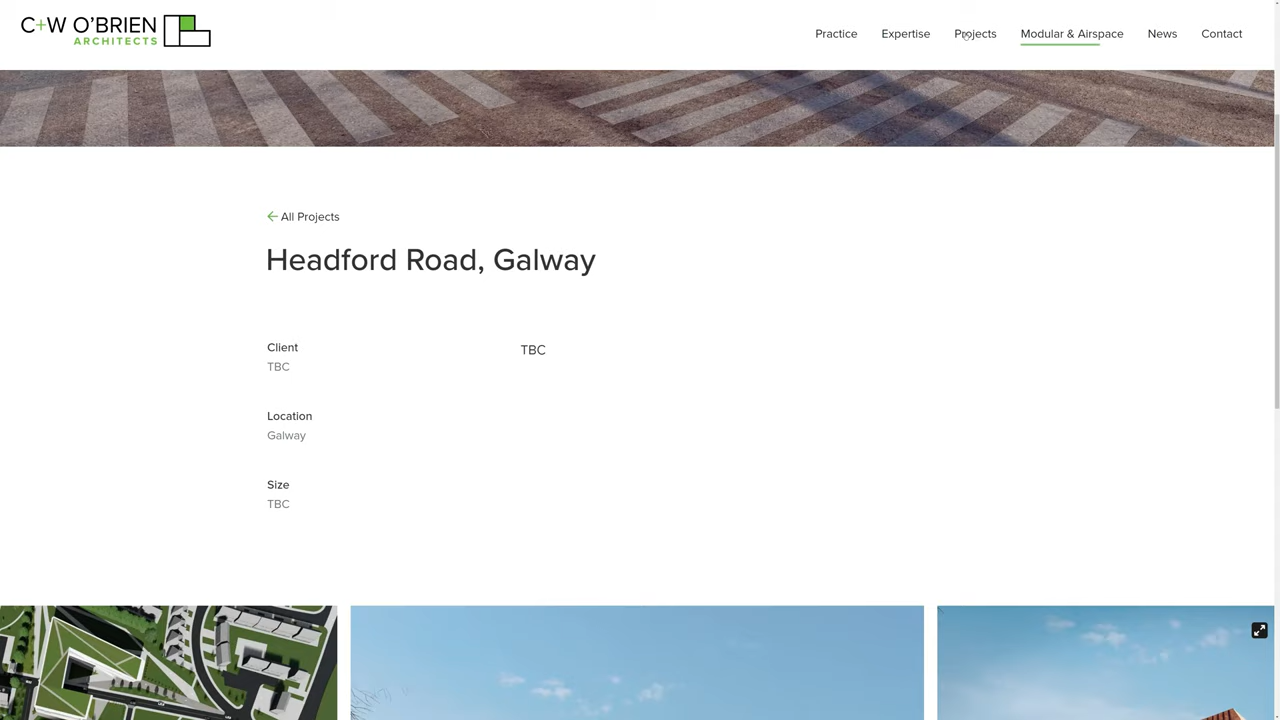 C+W O'BRIEN
ARCHITECTS
Practice
Expertise
Projects
Modular & Airspace
News
Contact
All Projects
Headford Road, Galway
Client
TBC
TBC
Location
Galway
Size
TBC